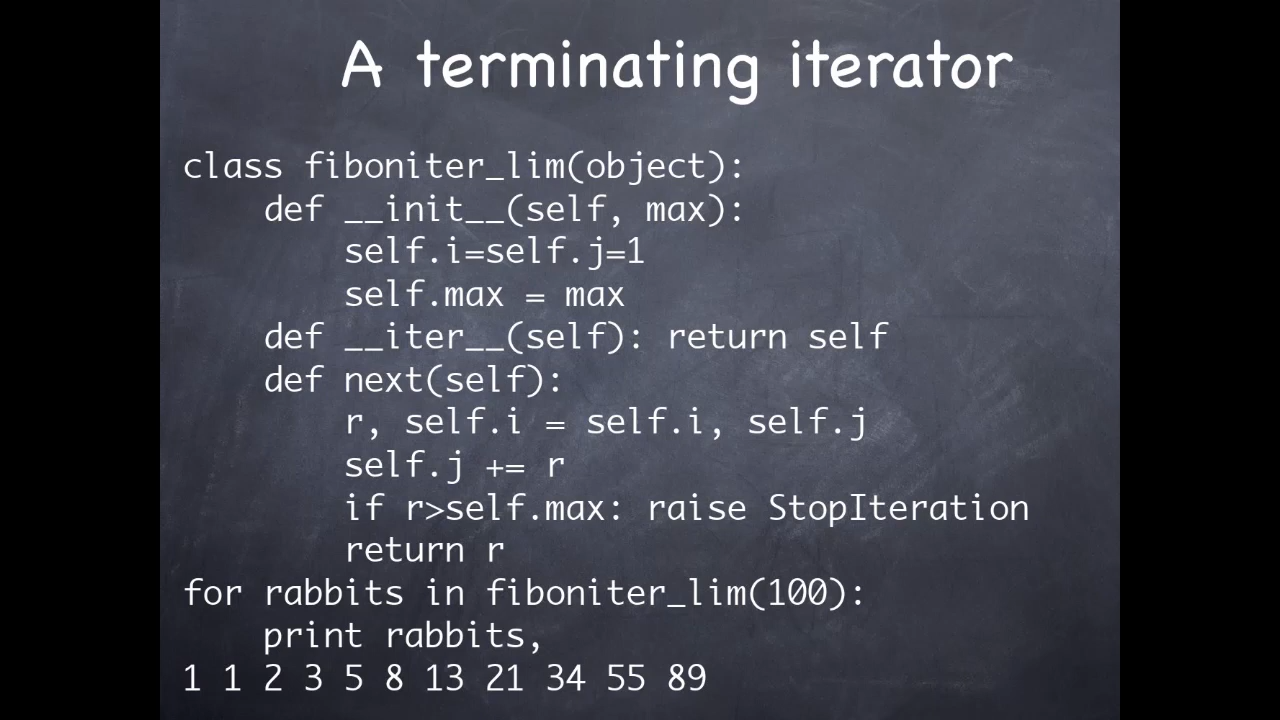 A terminating iterator
class fiboniter_lim(object):
    def __init__(self, max):
        self.i=self.j=1
        self.max = max
    def __iter__(self): return self
    def next(self):
        r, self.i = self.i, self.j
        self.j += r
        if r>self.max: raise StopIteration
        return r
for rabbits in fiboniter_lim(100):
    print rabbits,
1 1 2 3 5 8 13 21 34 55 89